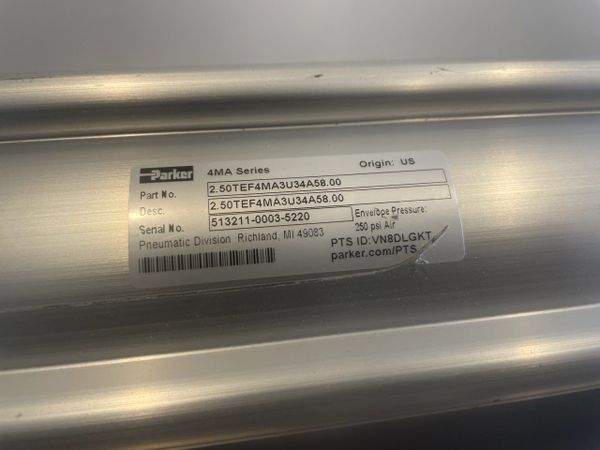 Parker 4MA Series Origin: US
Part No. 2.50TEF4MA3U34A58.00
Desc. 2.50TEF4MA3U34A58.00
Serial No. 513211-0003-5220 Envelope Pressure:
250 psi Air
Pneumatic Division Richland, MI 49083
PTS ID:VN8DLGKT
parker.com/PTS